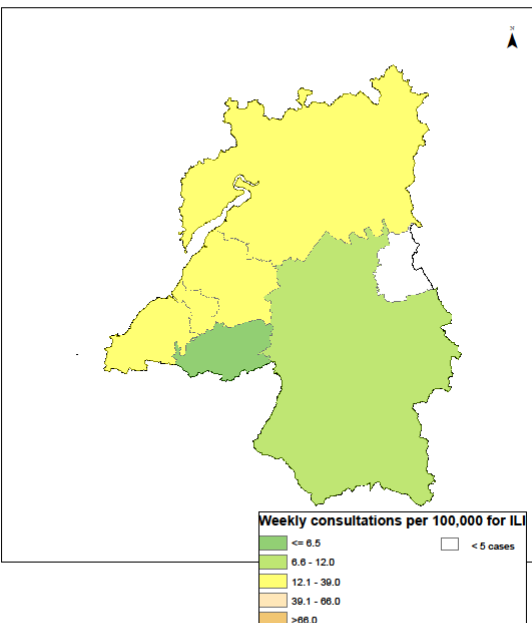 N
Weekly consultations per 100,000 for ILI
<= 6.5
< 5 cases
6.6 - 12.0
12.1 - 39.0
39.1 - 66.0
>66.0